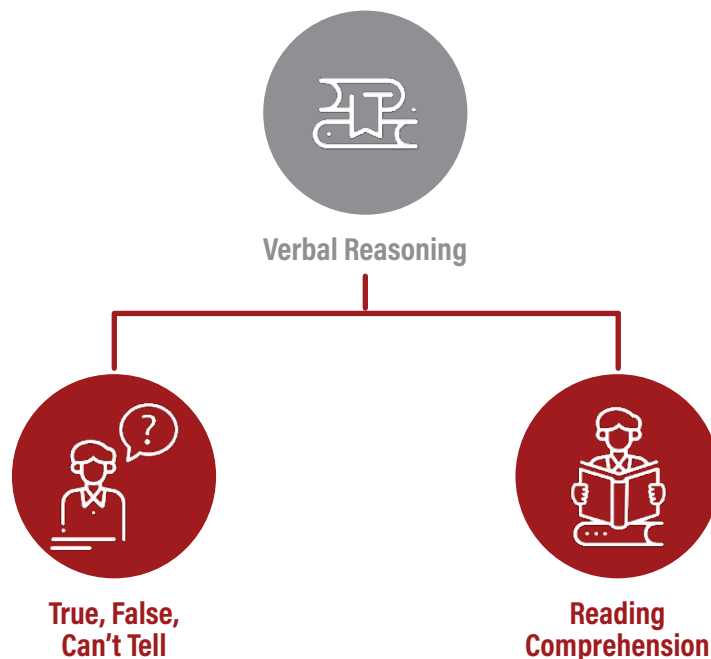 Verbal Reasoning
?
True, False,
Can't Tell
Reading
Comprehension